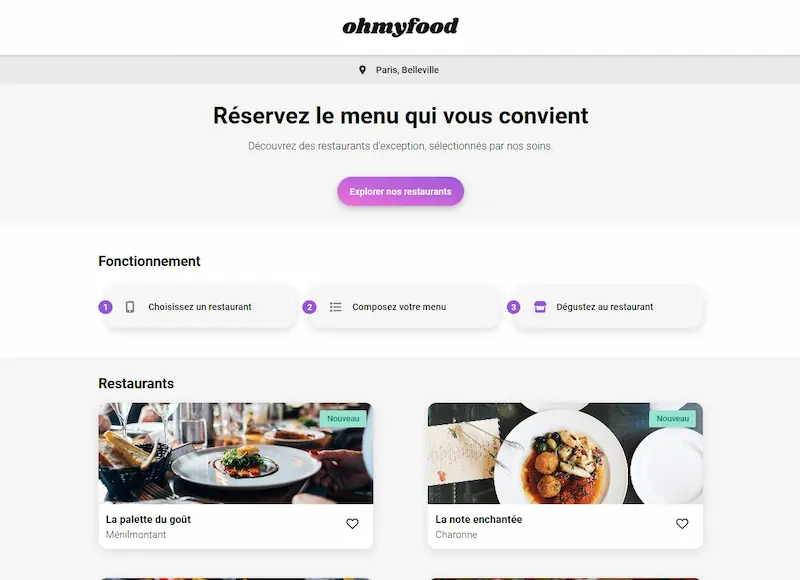 ohmyfood
Paris, Belleville
Réservez le menu qui vous convient
Découvrez des restaurants d'exception, sélectionnés par nos soins.
Explorer nos restaurants
Fonctionnement
1 Choisissez un restaurant
2 Composez votre menu
3 Dégustez au restaurant
Restaurants
Nouveau
Nouveau
La palette du goût
Ménilmontant
La note enchantée
Charonne